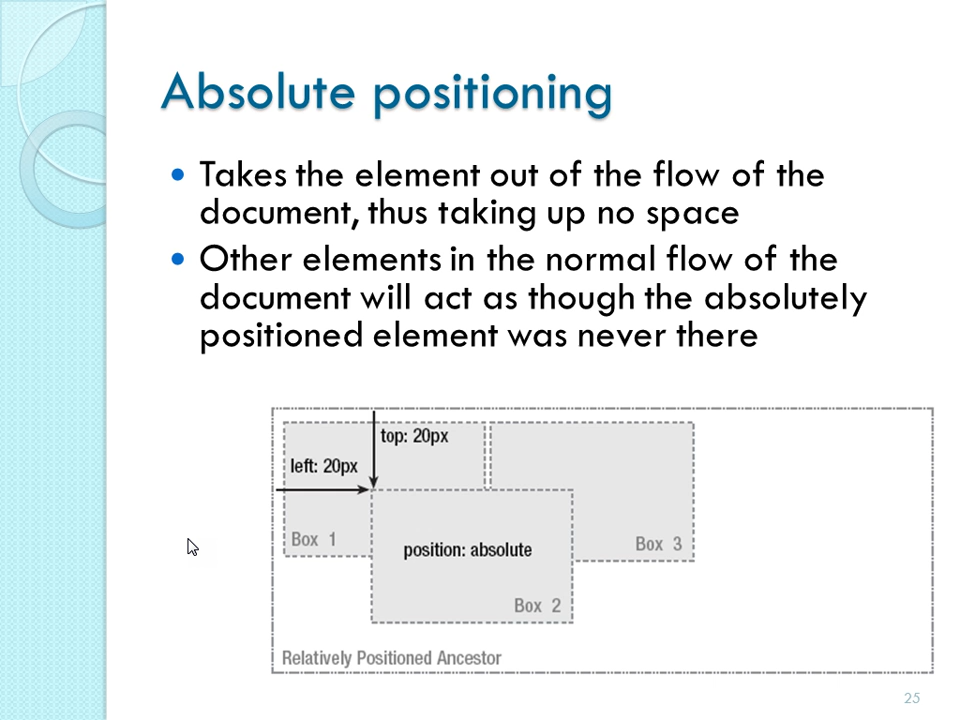 Absolute positioning
Takes the element out of the flow of the
document, thus taking up no space
Other elements in the normal flow of the
document will act as though the absolutely
positioned element was never there
top: 20px
left: 20px
Box 1
position: absolute
Box 3
Box 2
Relatively Positioned Ancestor
25